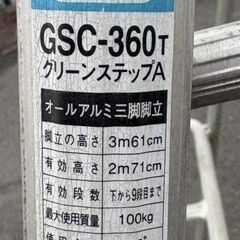 GSC-360T
グリーンステップA
オールアルミ三脚脚立
脚立の高さ 3m61cm
有効高さ 2m71cm
有効段数 下から9段目まで
最大使用質量 100kg